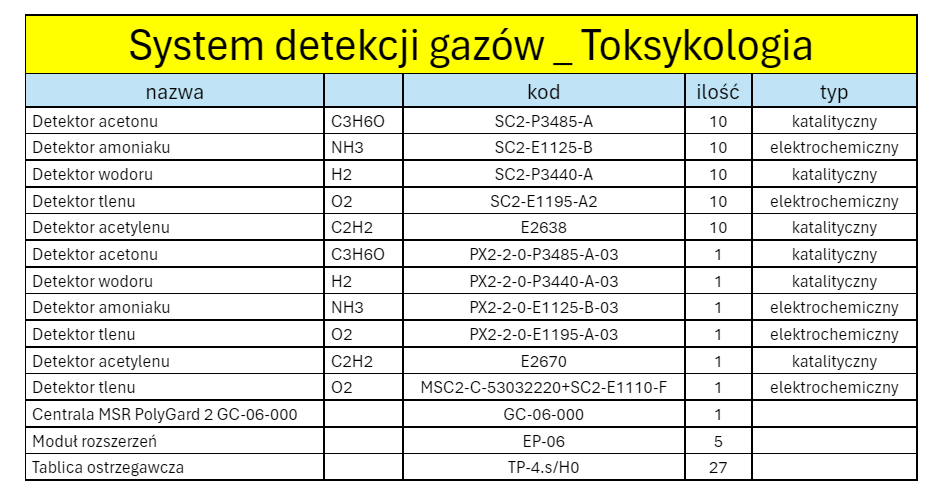 System detekcji gazów _ Toksykologia
nazwa kod ilość typ
Detektor acetonu C3H6O SC2-P3485-A 10 katalityczny
Detektor amoniaku NH3 SC2-E1125-B 10 elektrochemiczny
Detektor wodoru H2 SC2-P3440-A 10 katalityczny
Detektor tlenu O2 SC2-E1195-A2 10 elektrochemiczny
Detektor acetylenu C2H2 E2638 10 katalityczny
Detektor acetonu C3H6O PX2-2-0-P3485-A-03 1 katalityczny
Detektor wodoru H2 PX2-2-0-P3440-A-03 1 katalityczny
Detektor amoniaku NH3 PX2-2-0-E1125-B-03 1 elektrochemiczny
Detektor tlenu O2 PX2-2-0-E1195-A-03 1 elektrochemiczny
Detektor acetylenu C2H2 E2670 1 katalityczny
Detektor tlenu O2 MSC2-C-53032220+SC2-E1110-F 1 elektrochemiczny
Centrala MSR PolyGard 2 GC-06-000 GC-06-000 1
Moduł rozszerzeń EP-06 5
Tablica ostrzegawcza TP-4.s/H0 27